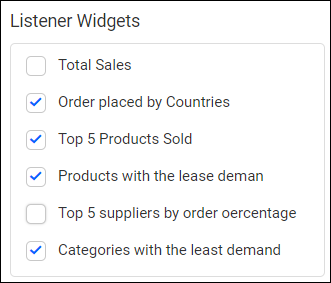 Listener Widgets
Total Sales
Order placed by Countries
Top 5 Products Sold
Products with the lease deman
Top 5 suppliers by order oercentage
Categories with the least demand